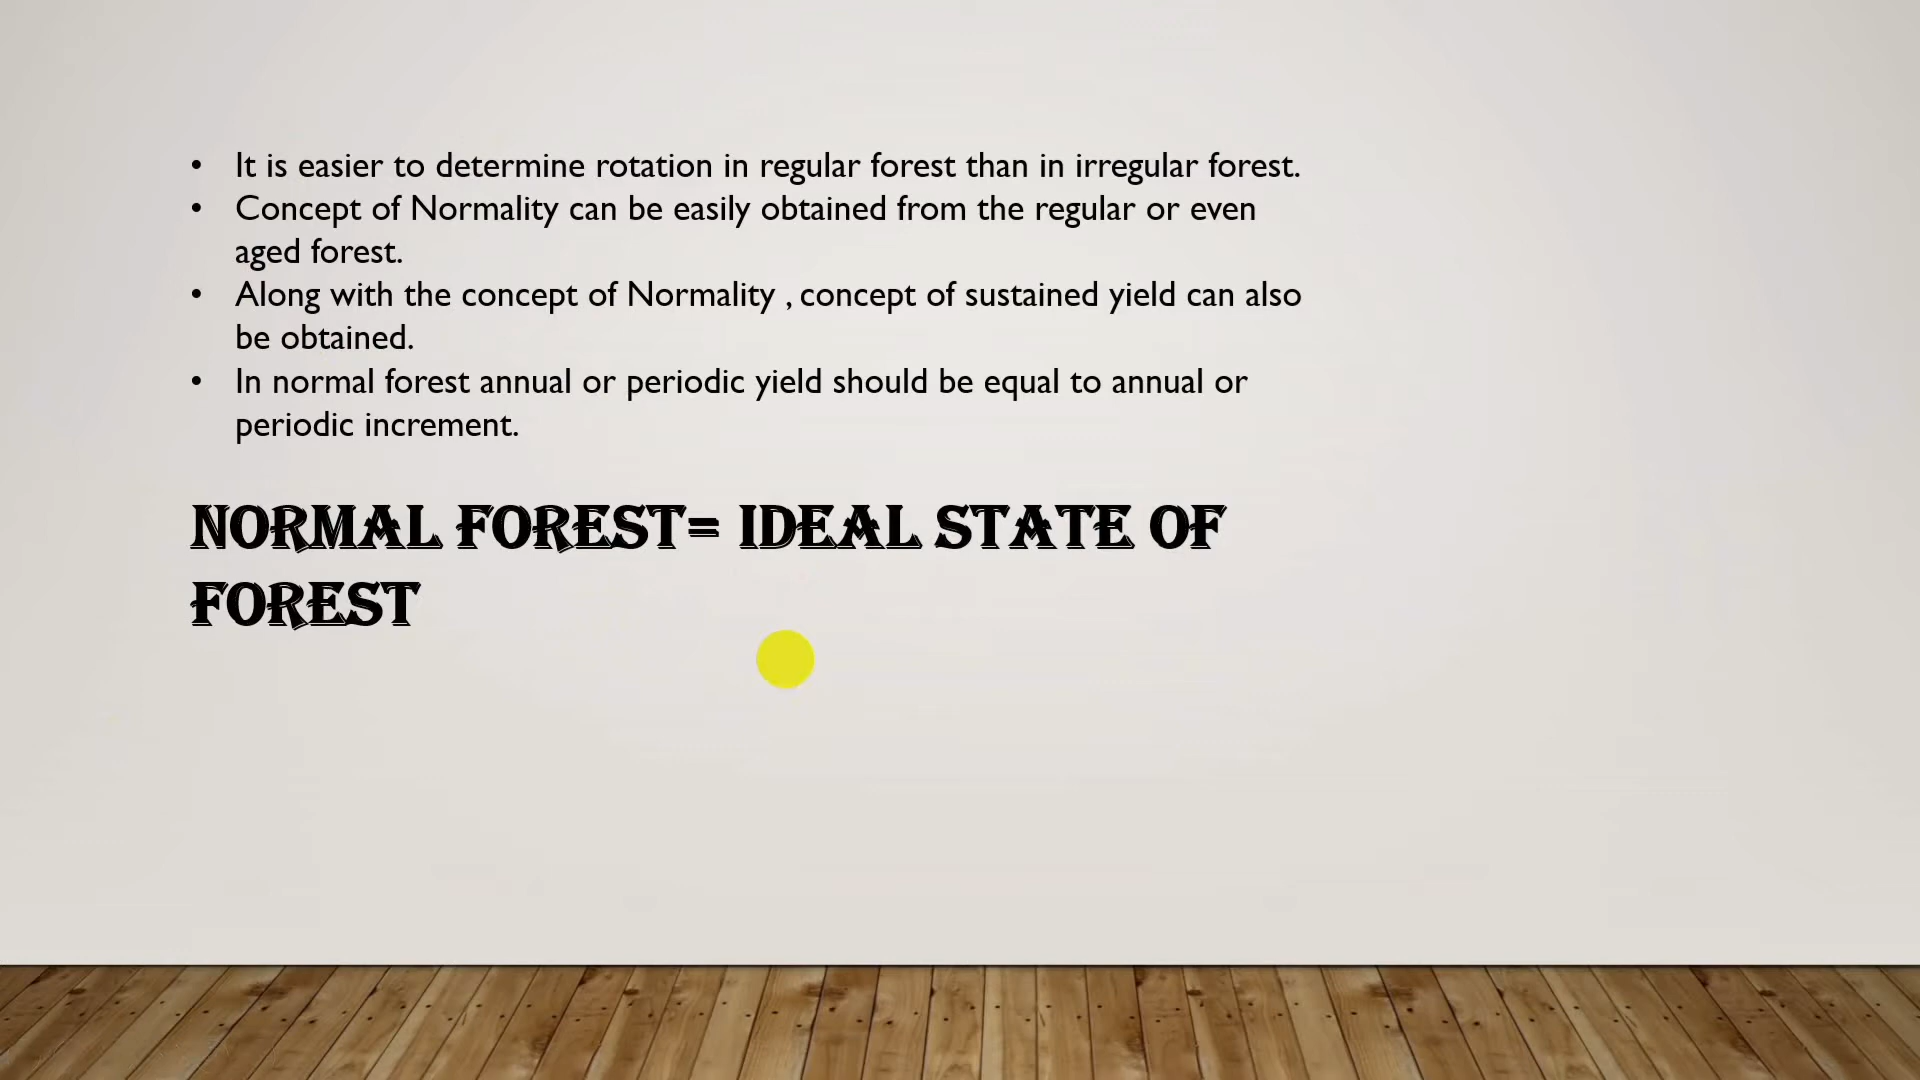 • It is easier to determine rotation in regular forest than in irregular forest.
• Concept of Normality can be easily obtained from the regular or even
aged forest.
• Along with the concept of Normality , concept of sustained yield can also
be obtained.
• In normal forest annual or periodic yield should be equal to annual or
periodic increment.
NORMAL FOREST= IDEAL STATE OF
FOREST